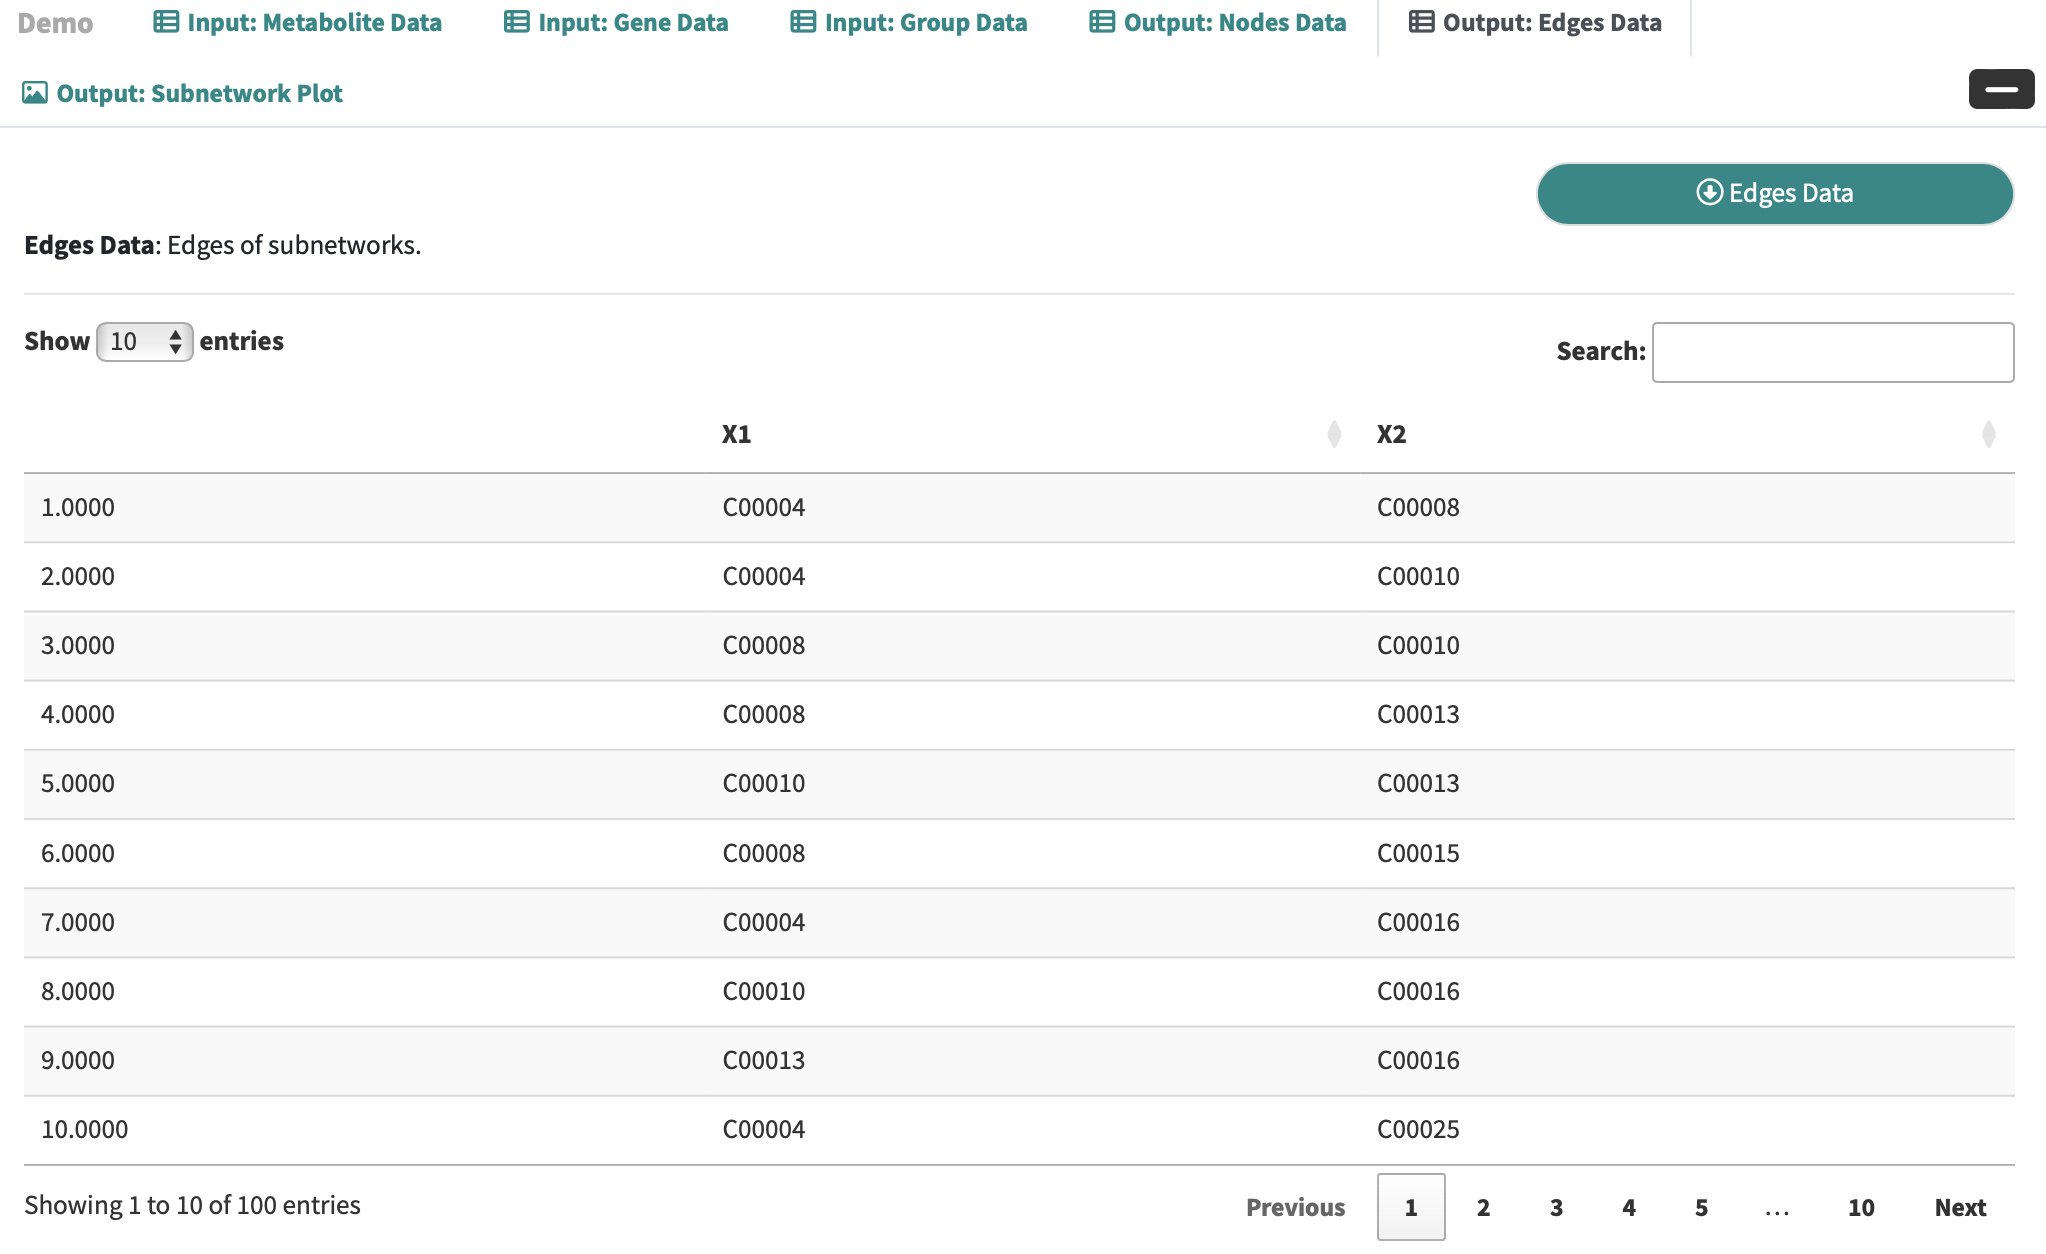 Demo Input: Metabolite Data Input: Gene Data Input: Group Data Output: Nodes Data Output: Edges Data
Output: Subnetwork Plot
Edges Data
Edges Data: Edges of subnetworks.
Show 10 entries Search:
X1 X2
1.0000 C00004 C00008
2.0000 C00004 C00010
3.0000 C00008 C00010
4.0000 C00008 C00013
5.0000 C00010 C00013
6.0000 C00008 C00015
7.0000 C00004 C00016
8.0000 C00010 C00016
9.0000 C00013 C00016
10.0000 C00004 C00025
Showing 1 to 10 of 100 entries Previous 1 2 3 4 5 ... 10 Next